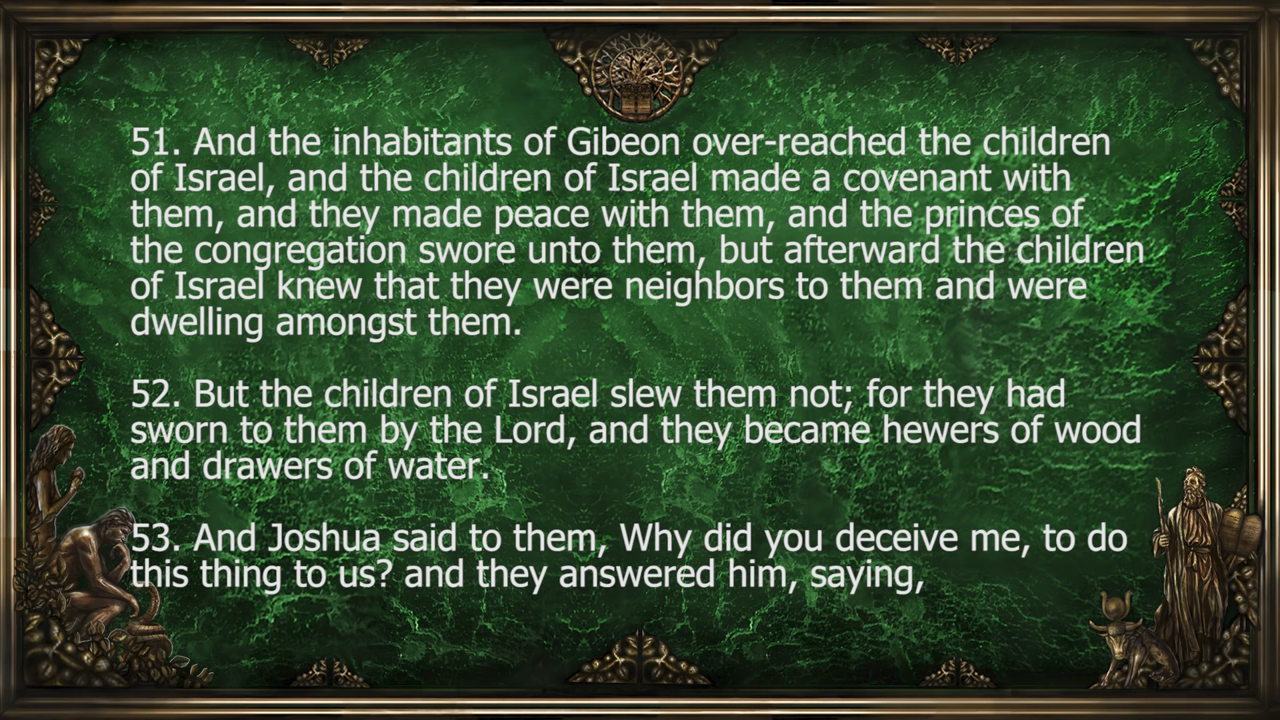 51. And the inhabitants of Gibeon over-reached the children
of Israel, and the children of Israel made a covenant with
them, and they made peace with them, and the princes of
the congregation swore unto them, but afterward the children
of Israel knew that they were neighbors to them and were
dwelling amongst them.
52. But the children of Israel slew them not; for they had
sworn to them by the Lord, and they became hewers of wood
and drawers of water.
53. And Joshua said to them, Why did you deceive me, to do
this thing to us? and they answered him, saying,